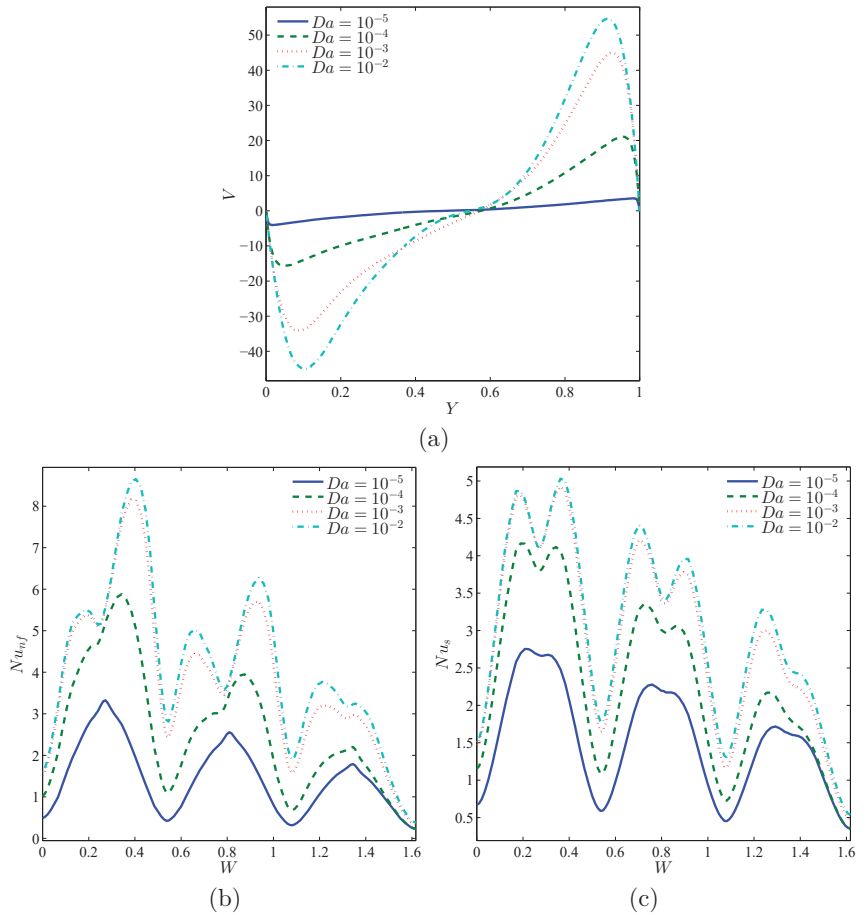 Da = 10⁻⁵
Da = 10⁻⁴
Da = 10⁻³
Da = 10⁻²
50
40
30
20
10
0
−10
−20
−30
−40
V
0 0.2 0.4 0.6 0.8 1
Y
(a)
Da = 10⁻⁵
Da = 10⁻⁴
Da = 10⁻³
Da = 10⁻²
8
7
6
5
4
3
2
1
0
Nu_nf
0 0.2 0.4 0.6 0.8 1 1.2 1.4 1.6
W
(b)
Da = 10⁻⁵
Da = 10⁻⁴
Da = 10⁻³
Da = 10⁻²
5
4.5
4
3.5
3
2.5
2
1.5
1
0.5
Nu_s
0 0.2 0.4 0.6 0.8 1 1.2 1.4 1.6
W
(c)